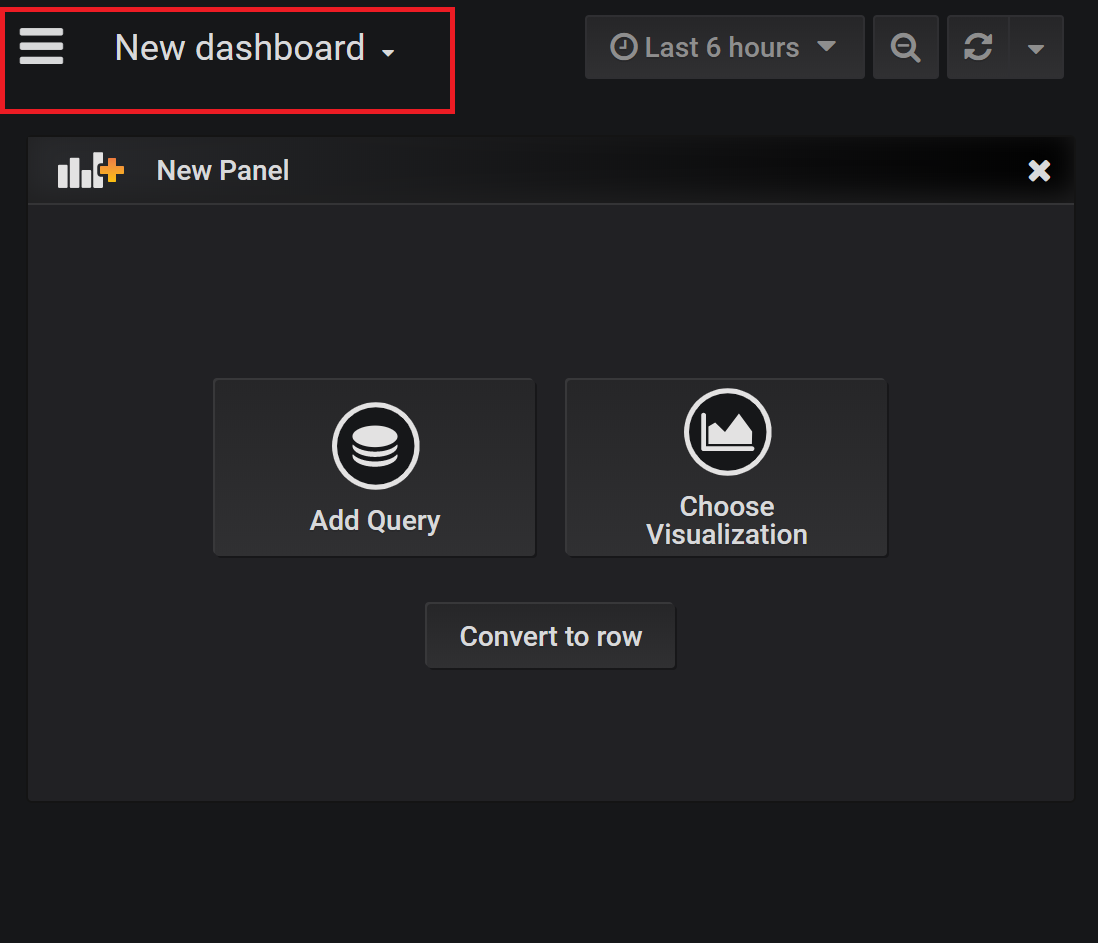 New dashboard
Last 6 hours
New Panel
Add Query
Choose
Visualization
Convert to row